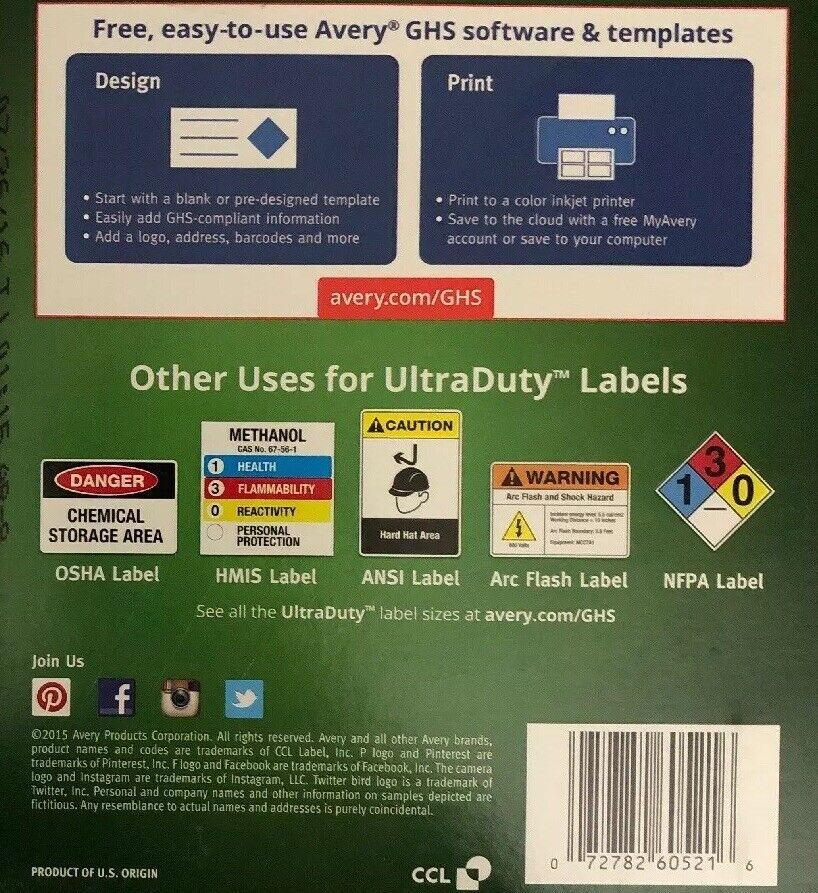 Free, easy-to-use Avery® GHS software & templates
Design
• Start with a blank or pre-designed template
• Easily add GHS-compliant information
• Add a logo, address, barcodes and more
Print
• Print to a color inkjet printer
• Save to the cloud with a free MyAvery
account or save to your computer
avery.com/GHS
Other Uses for UltraDuty™ Labels
DANGER
CHEMICAL
STORAGE AREA
OSHA Label
METHANOL
CAS No. 67-56-1
1 HEALTH
3 FLAMMABILITY
0 REACTIVITY
PERSONAL
PROTECTION
HMIS Label
CAUTION
Hard Hat Area
ANSI Label
WARNING
Arc Flash and Shock Hazard
Arc Flash Label
3
1 0
NFPA Label
See all the UltraDuty™ label sizes at avery.com/GHS
Join Us
©2015 Avery Products Corporation. All rights reserved. Avery and all other Avery brands,
product names and codes are trademarks of CCL Label, Inc. P logo and Pinterest are
trademarks of Pinterest, Inc. F logo and Facebook are trademarks of Facebook, Inc. The camera
logo and Instagram are trademarks of Instagram, LLC. Twitter bird logo is a trademark of
Twitter, Inc. Personal and company names and other information on samples depicted are
fictitious. Any resemblance to actual names and addresses is purely coincidental.
PRODUCT OF U.S. ORIGIN
CCL
0 72782 60521 6